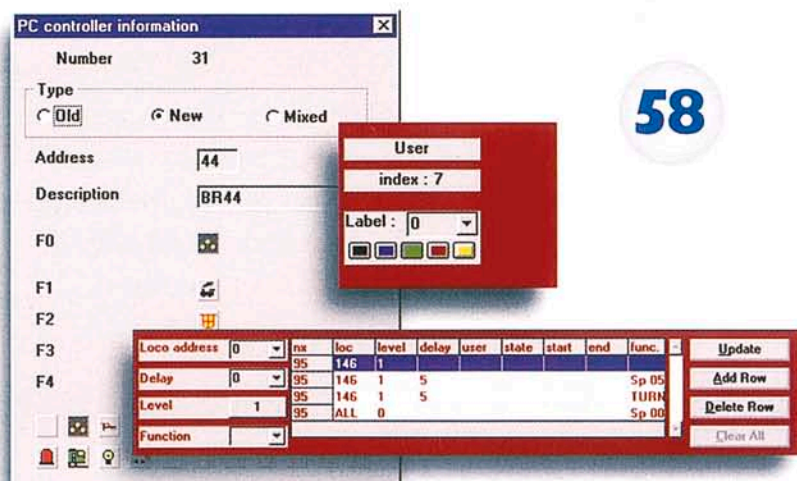 PC controller information
Number 31
Type
Old New Mixed
Address 44
Description BR44
F0
F1
F2
F3
F4
58
User
index : 7
Label : 0
Loco address 0
Delay 0
Level 1
Function
nx loc level delay user state start end func.
95 146 1
95 146 1 5 Sp 05
95 146 1 5 TURN
95 ALL 0 Sp 00
Update
Add Row
Delete Row
Clear All